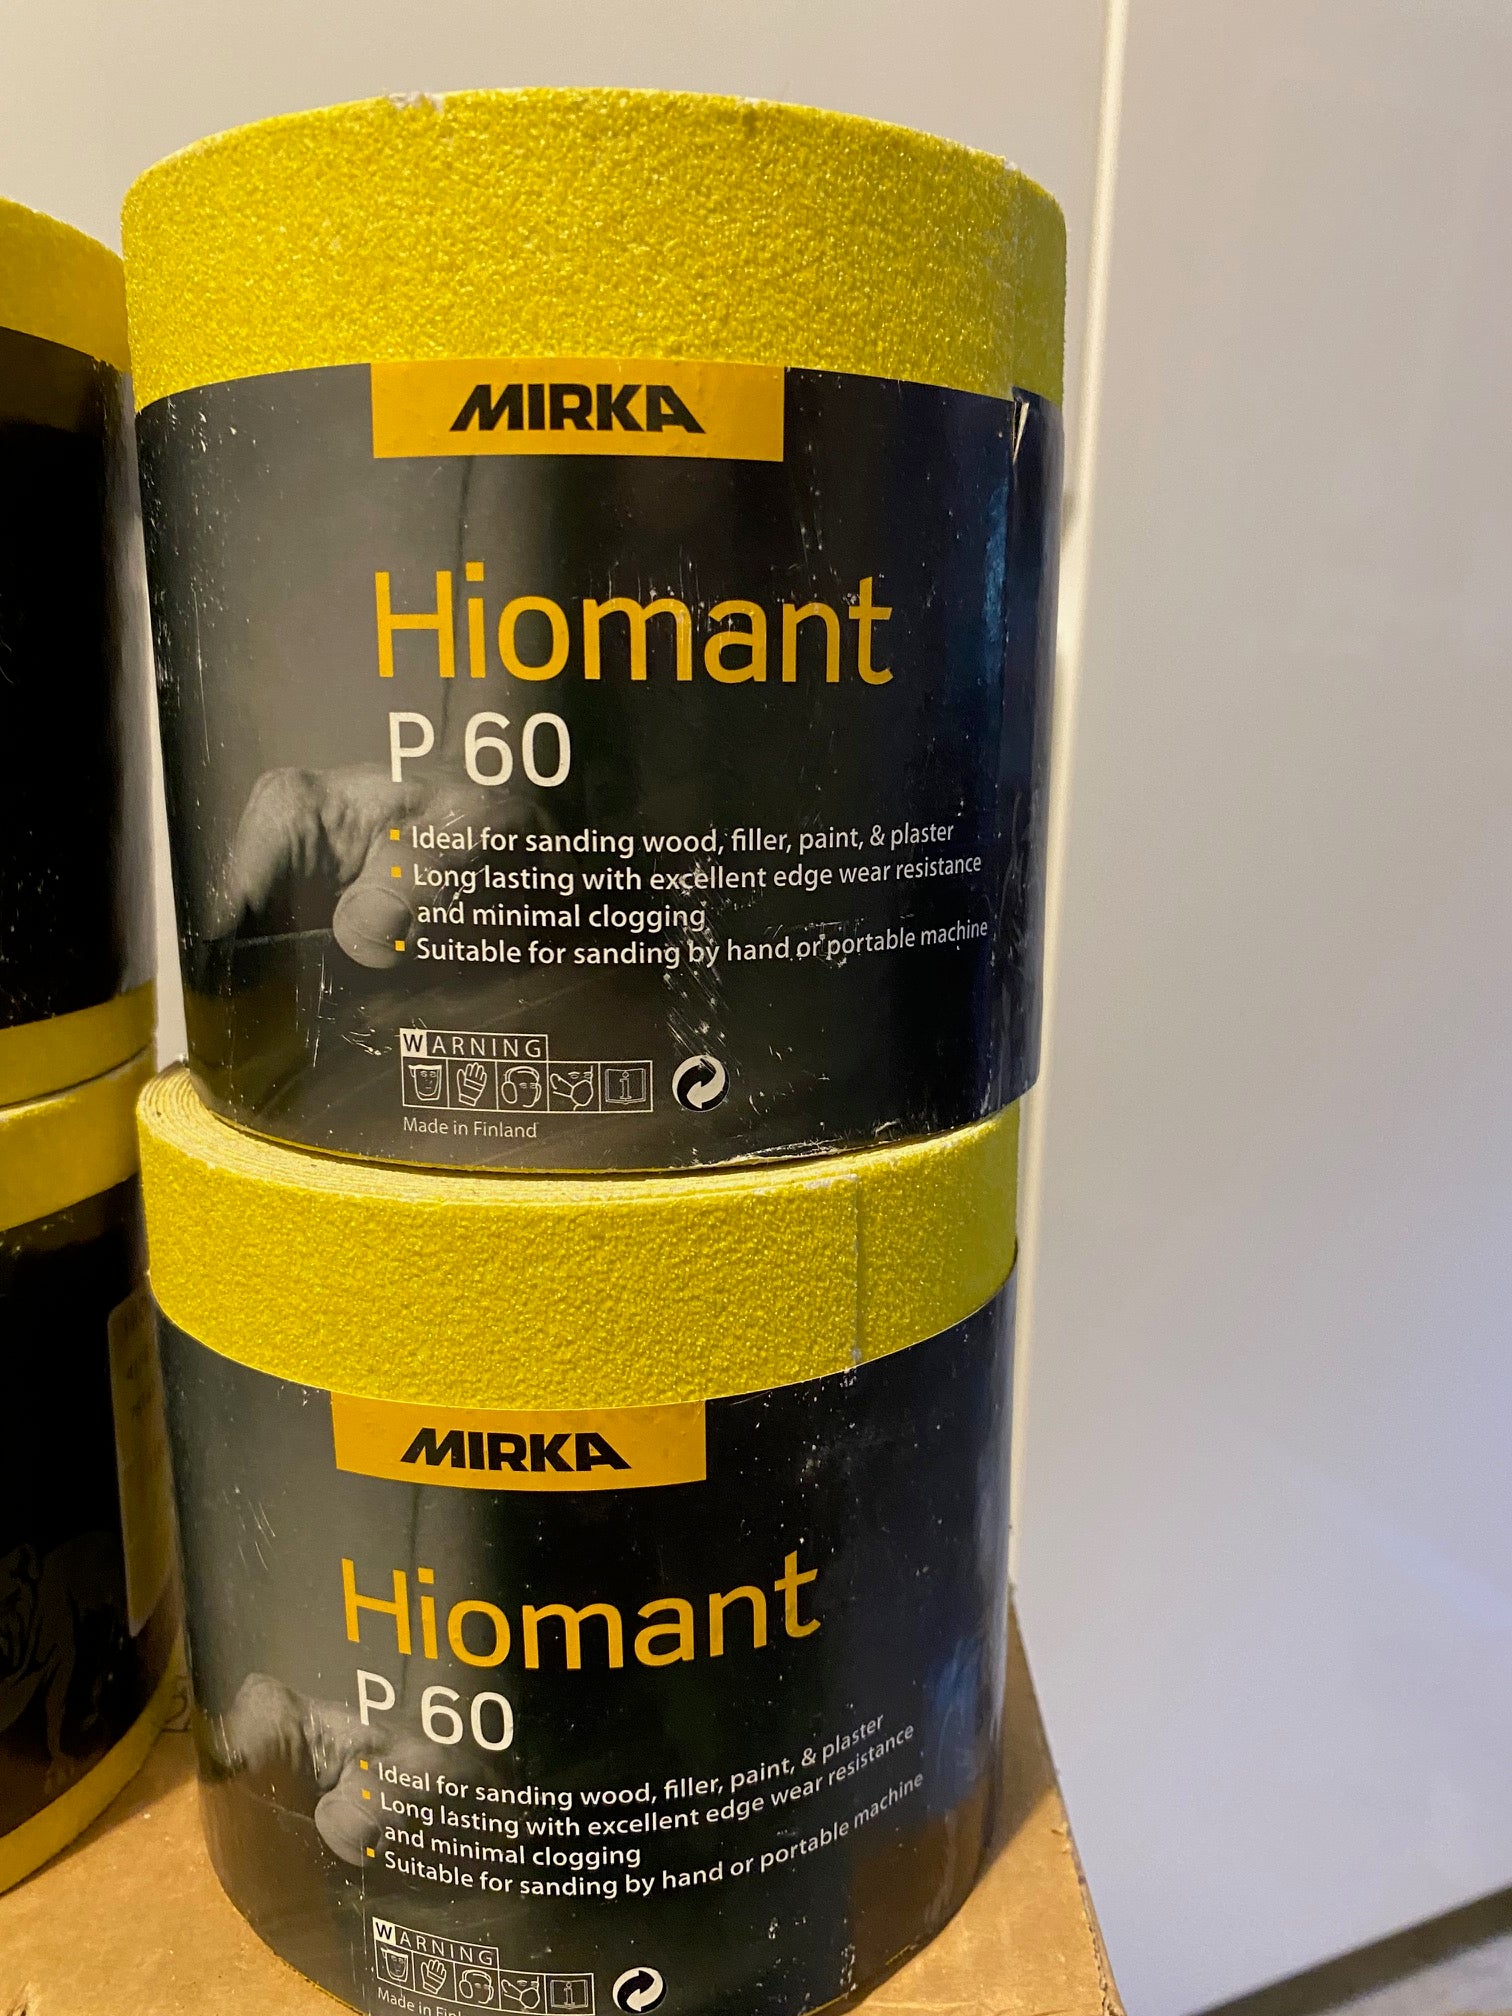 MIRKA
Hiomant
P 60
Ideal for sanding wood, filler, paint, & plaster
Long lasting with excellent edge wear resistance
and minimal clogging
Suitable for sanding by hand or portable machine
WARNING
Made in Finland
MIRKA
Hiomant
P 60
Ideal for sanding wood, filler, paint, & plaster
Long lasting with excellent edge wear resistance
and minimal clogging
Suitable for sanding by hand or portable machine
WARNING
Made in